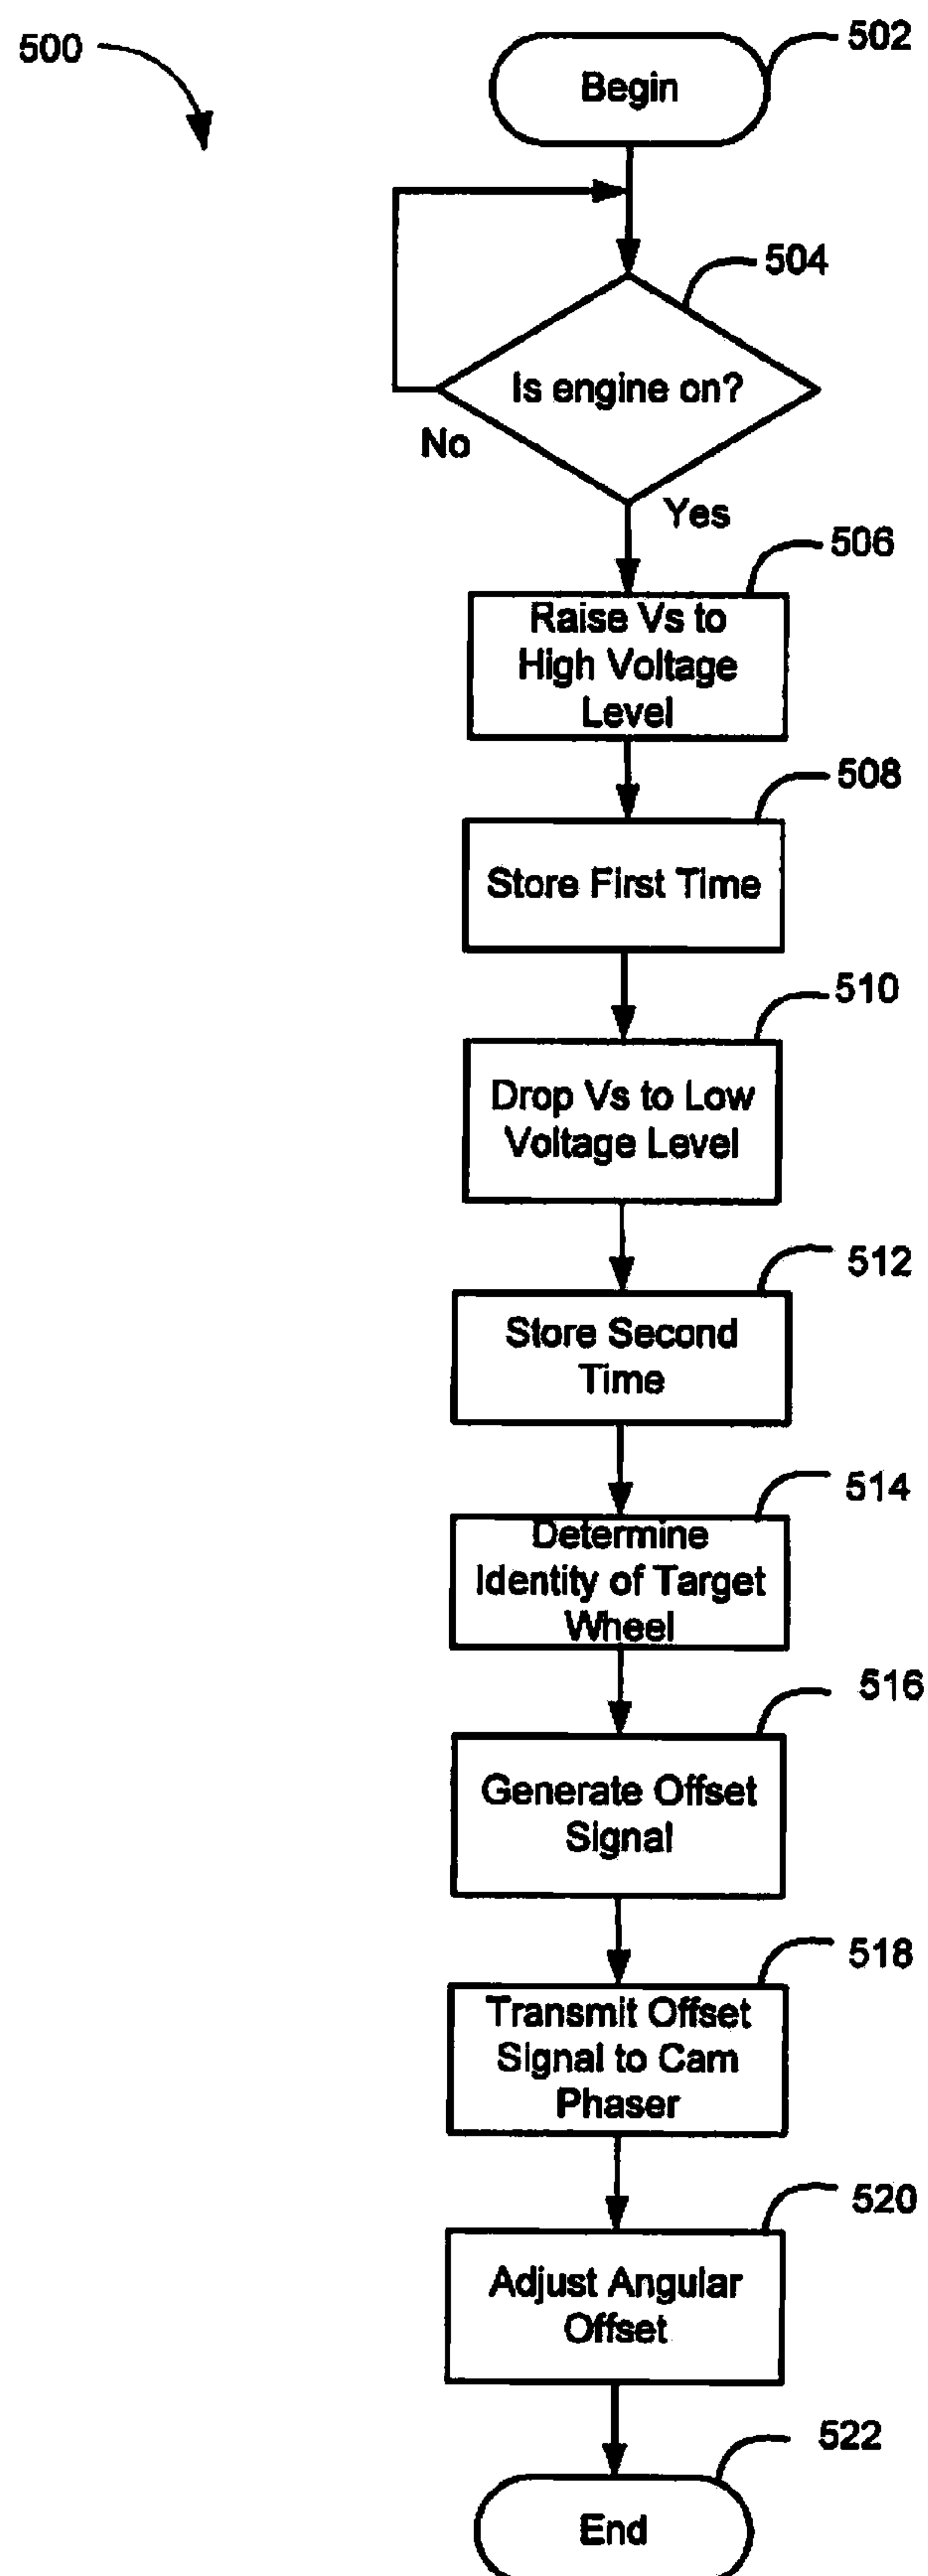 500
502
Begin
504
Is engine on?
No
Yes
506
Raise Vs to
High Voltage
Level
508
Store First Time
510
Drop Vs to Low
Voltage Level
512
Store Second
Time
514
Determine
Identity of Target
Wheel
516
Generate Offset
Signal
518
Transmit Offset
Signal to Cam
Phaser
520
Adjust Angular
Offset
522
End